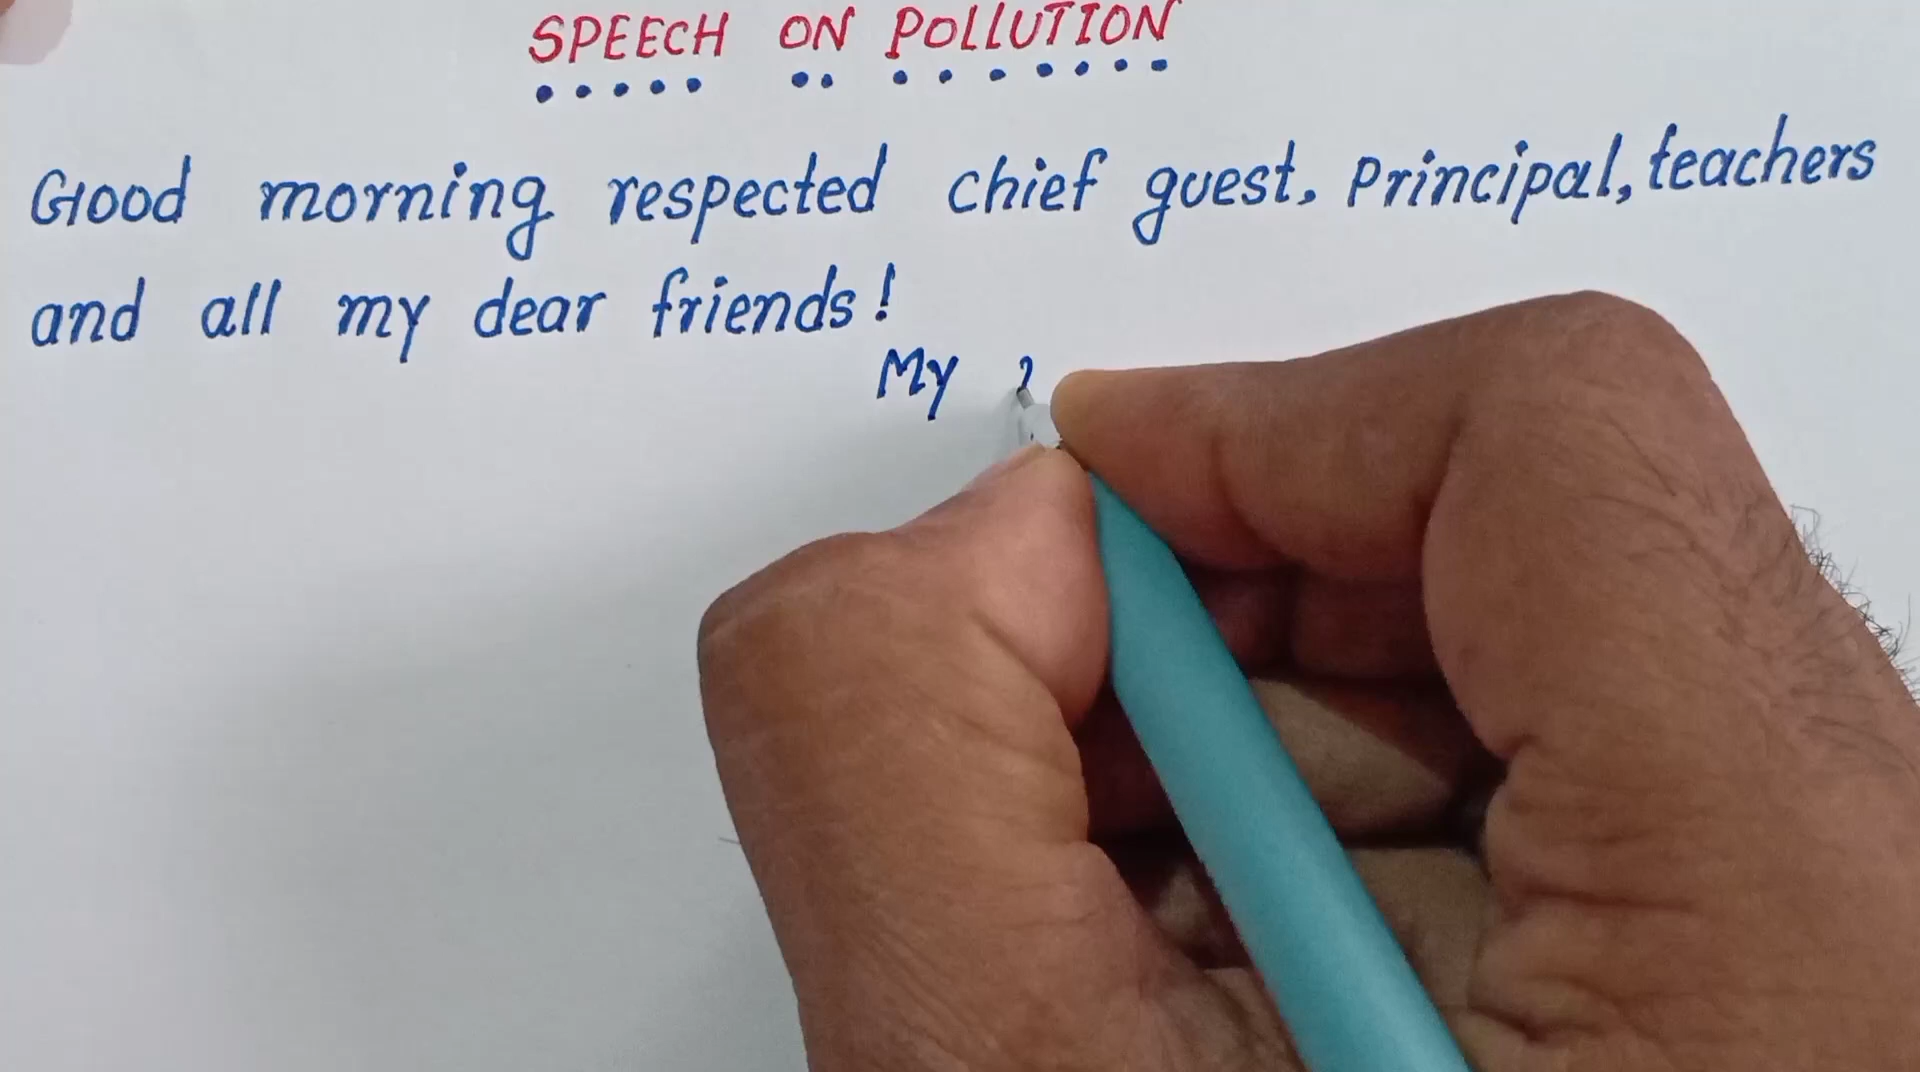 SPEECH ON POLLUTION
Good morning respected chief guest, Principal, teachers
and all my dear friends!
My